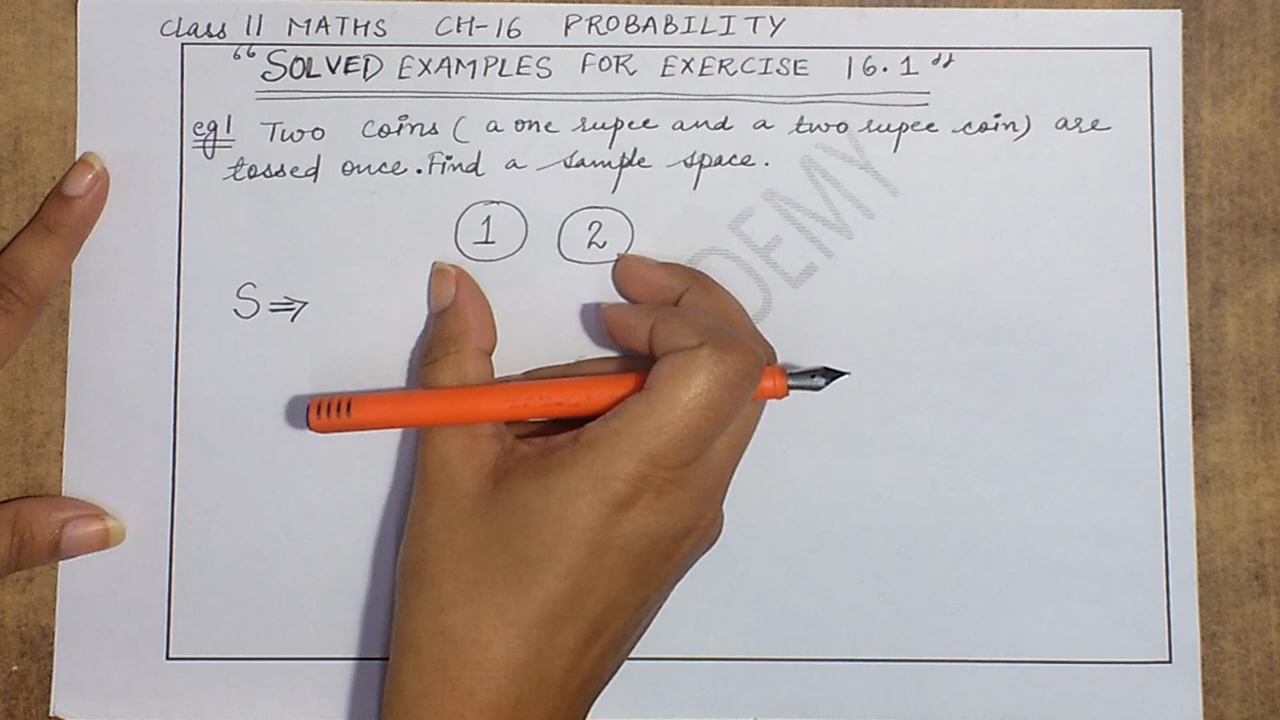 Class 11 MATHS CH-16 PROBABILITY
"SOLVED EXAMPLES FOR EXERCISE 16.1"
eg1 Two coins ( a one rupee and a two rupee coin) are
tossed once. Find a sample space.
1 2
S ⇒